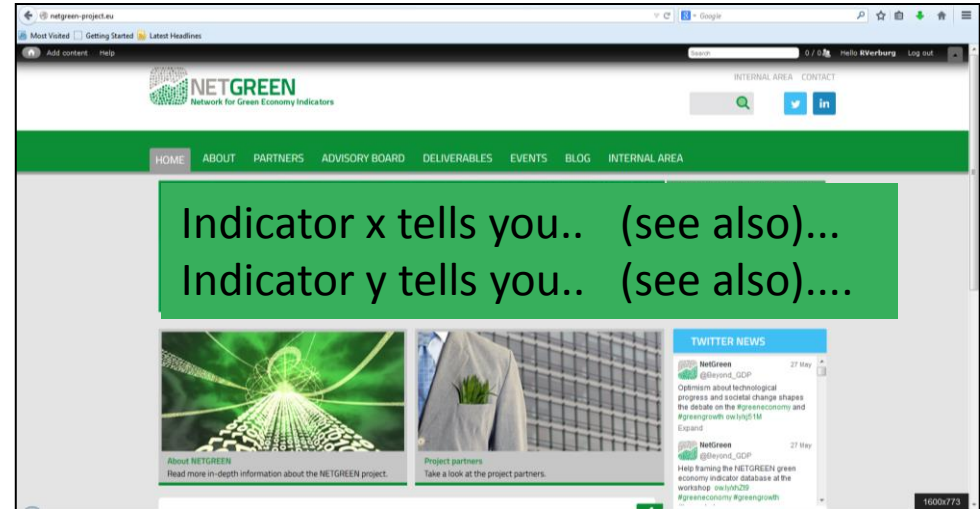 netgreen-project.eu
Google
Most Visited Getting Started Latest Headlines
Add content Help
Search
0 / 0
Hello RVerburg Log out
INTERNAL AREA CONTACT
NETGREEN
Network for Green Economy Indicators
HOME ABOUT PARTNERS ADVISORY BOARD DELIVERABLES EVENTS BLOG INTERNAL AREA
Indicator x tells you.. (see also)...
Indicator y tells you.. (see also)....
About NETGREEN
Read more in-depth information about the NETGREEN project.
Project partners
Take a look at the project partners.
TWITTER NEWS
NetGreen 27 May
@Beyond_GDP
Optimism about technological
progress and societal change shapes
the debate on the #greeneconomy and
#greengrowth
Expand
NetGreen 27 May
@Beyond_GDP
Help framing the NETGREEN green
economy indicator database at the
workshop
#greeneconomy #greengrowth
1600x773